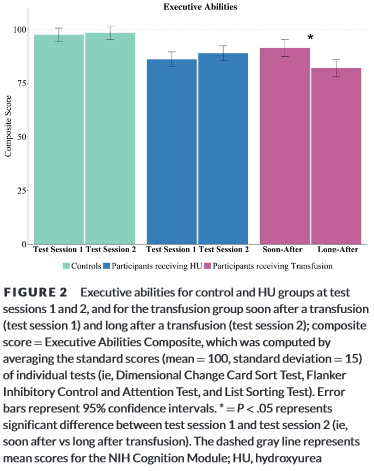 Executive Abilities
100
75
50
25
0
Composite Score
*
Test Session 1 Test Session 2 Test Session 1 Test Session 2 Soon-After Long-After
Controls Participants receiving HU Participants receiving Transfusion
FIGURE 2 Executive abilities for control and HU groups at test
sessions 1 and 2, and for the transfusion group soon after a transfusion
(test session 1) and long after a transfusion (test session 2); composite
score = Executive Abilities Composite, which was computed by
averaging the standard scores (mean = 100, standard deviation = 15)
of individual tests (ie, Dimensional Change Card Sort Test, Flanker
Inhibitory Control and Attention Test, and List Sorting Test). Error
bars represent 95% confidence intervals. * = P < .05 represents
significant difference between test session 1 and test session 2 (ie,
soon after vs long after transfusion). The dashed gray line represents
mean scores for the NIH Cognition Module; HU, hydroxyurea